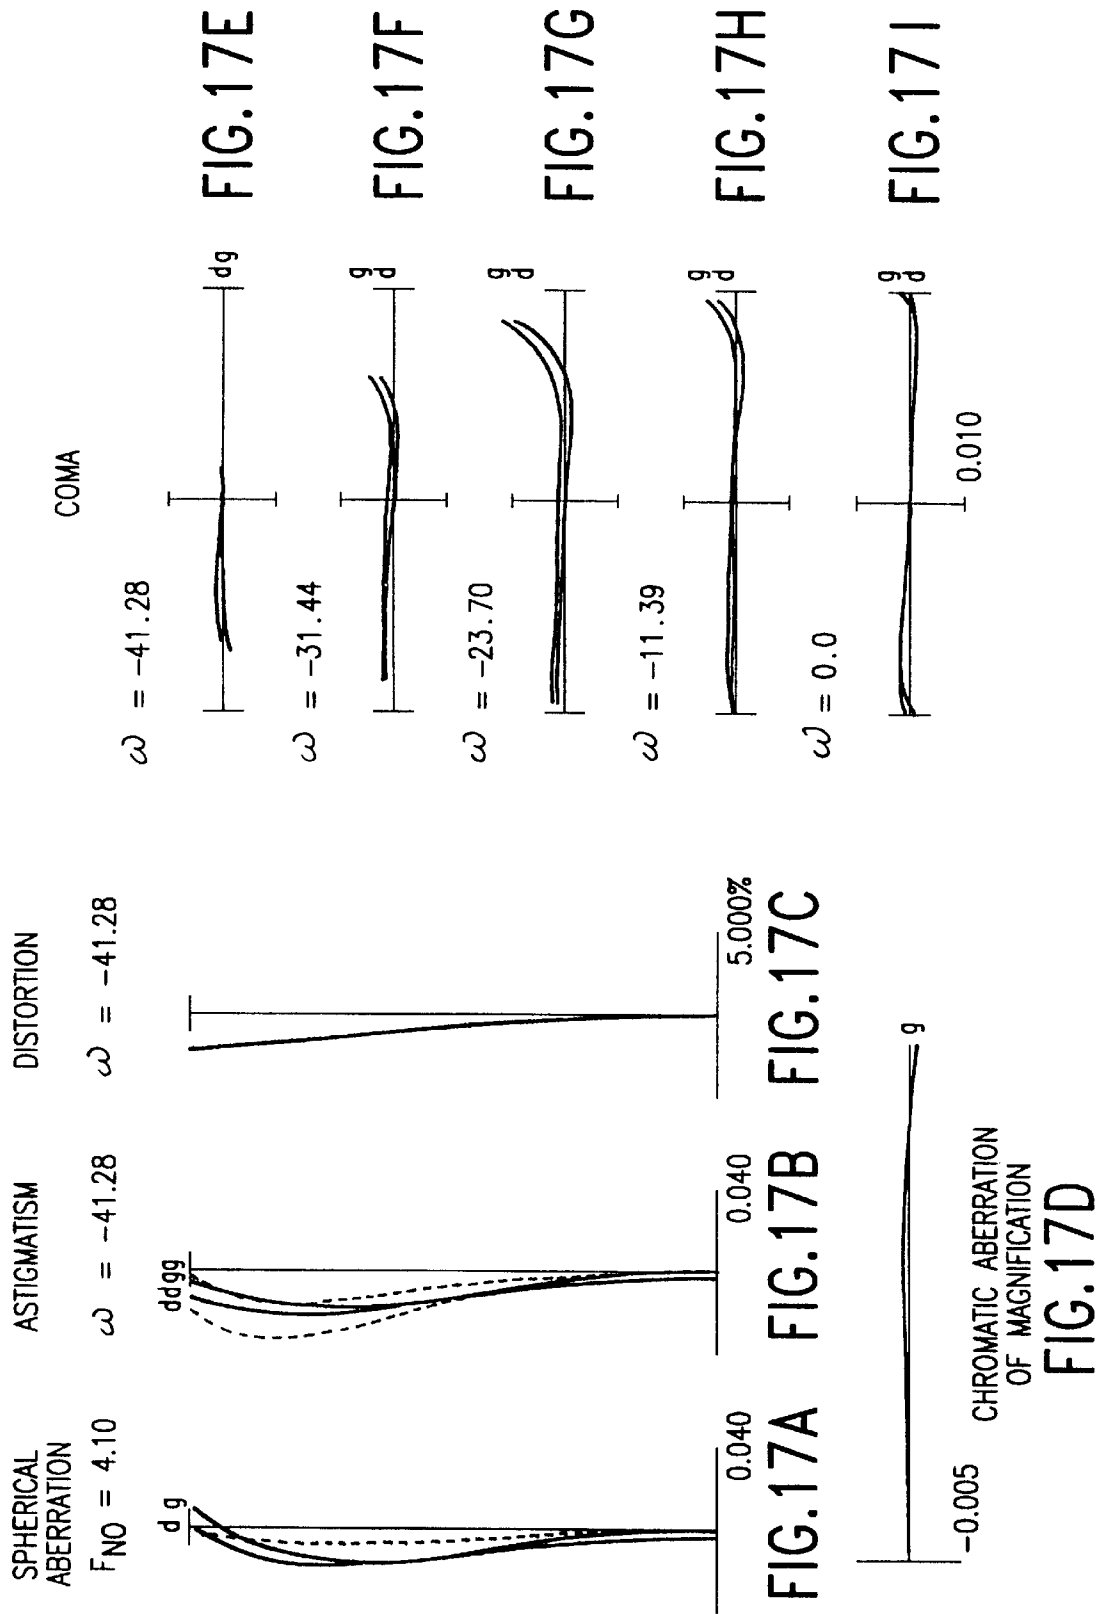 SPHERICAL
ABERRATION
F_NO = 4.10
d g
0.040
FIG.17A
ASTIGMATISM
ω = -41.28
ddgg
0.040
FIG.17B
DISTORTION
ω = -41.28
5.000%
FIG.17C
g
-0.005
CHROMATIC ABERRATION
OF MAGNIFICATION
FIG.17D
COMA
ω = -41.28
dg
FIG.17E
ω = -31.44
g
d
FIG.17F
ω = -23.70
g
d
FIG.17G
ω = -11.39
g
d
FIG.17H
ω = 0.0
g
d
0.010
FIG.17I